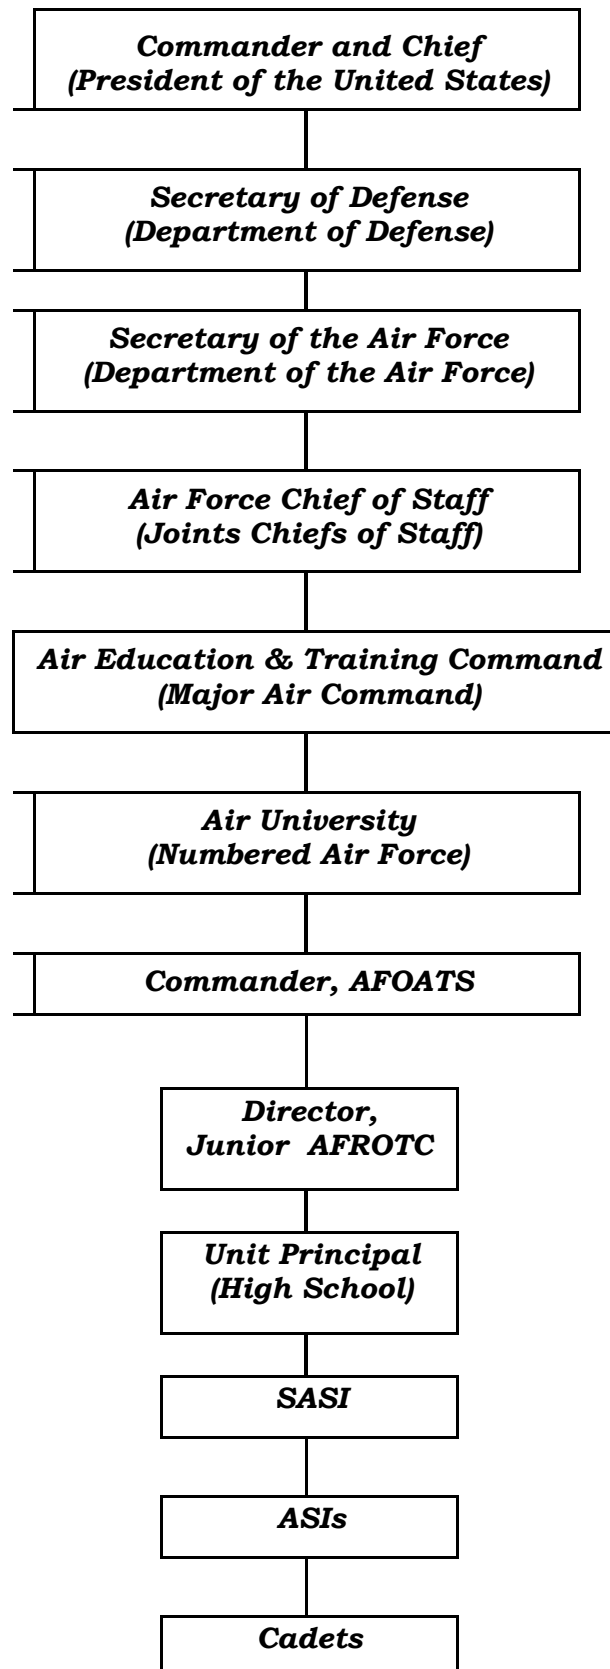 Commander and Chief
(President of the United States)
Secretary of Defense
(Department of Defense)
Secretary of the Air Force
(Department of the Air Force)
Air Force Chief of Staff
(Joints Chiefs of Staff)
Air Education & Training Command
(Major Air Command)
Air University
(Numbered Air Force)
Commander, AFOATS
Director,
Junior AFROTC
Unit Principal
(High School)
SASI
ASIs
Cadets